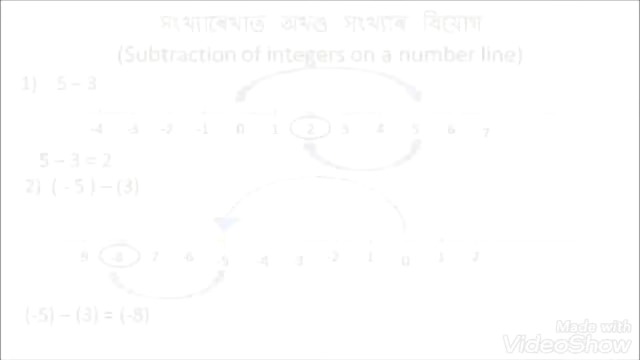 সংখ্যাৰেখাত অখণ্ড সংখ্যাৰ বিয়োগ
(Subtraction of integers on a number line)
1) 5 – 3
-4 -3 -2 -1 0 1 2 3 4 5 6 7
5 – 3 = 2
2) ( - 5 ) – (3)
-8 7 -6 -4 3 -2 1 0 1 2
(-5) – (3) = (-8)
Made with
VideoShow